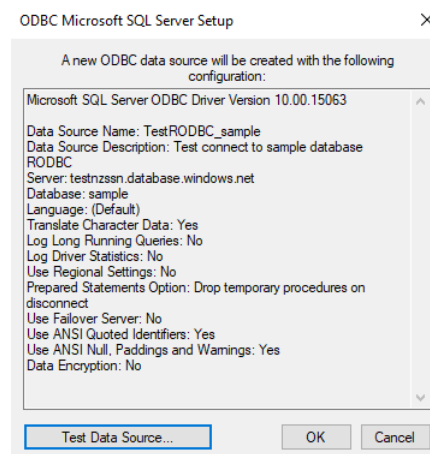 ODBC Microsoft SQL Server Setup
A new ODBC data source will be created with the following
configuration:
Microsoft SQL Server ODBC Driver Version 10.00.15063
Data Source Name: TestRODBC_sample
Data Source Description: Test connect to sample database
RODBC
Server: testnzssn.database.windows.net
Database: sample
Language: (Default)
Translate Character Data: Yes
Log Long Running Queries: No
Log Driver Statistics: No
Use Regional Settings: No
Prepared Statements Option: Drop temporary procedures on
disconnect
Use Failover Server: No
Use ANSI Quoted Identifiers: Yes
Use ANSI Null, Paddings and Warnings: Yes
Data Encryption: No
Test Data Source... OK Cancel